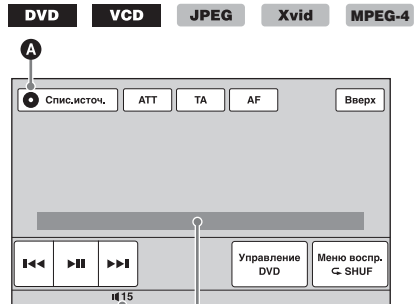 DVD VCD JPEG Xvid MPEG-4
A
Спис.источ. ATT TA AF Вверх
Управление DVD
Меню воспр. SHUF
15